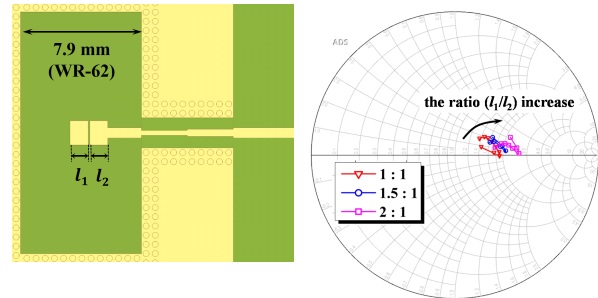 7.9 mm
(WR-62)
l₁ l₂
ADS
the ratio (l₁/l₂) increase
1 : 1
1.5 : 1
2 : 1